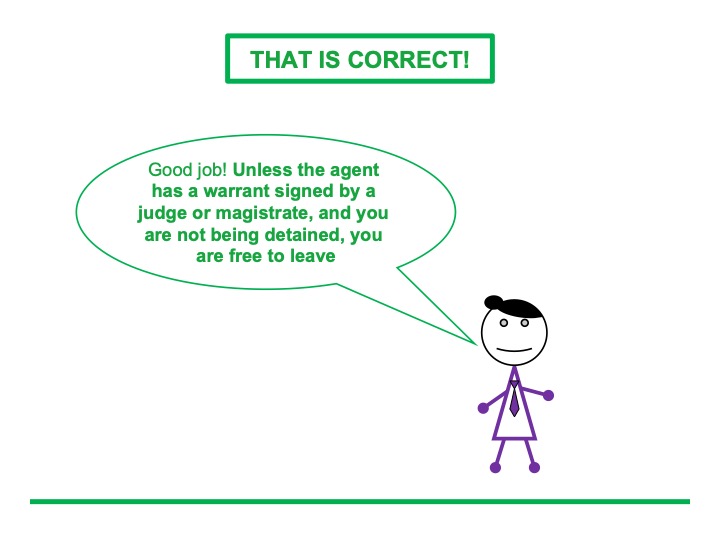 THAT IS CORRECT!
Good job! Unless the agent
has a warrant signed by a
judge or magistrate, and you
are not being detained, you
are free to leave